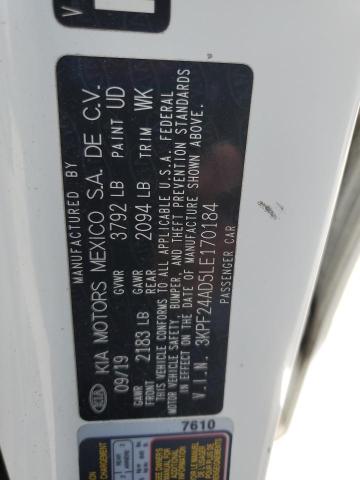 MANUFACTURED BY
KIA KIA MOTORS MEXICO S.A. DE C.V.
09/19 GVWR 3792 LB PAINT UD
GAWR FRONT 2183 LB GAWR REAR 2094 LB TRIM WK
THIS VEHICLE CONFORMS TO ALL APPLICABLE U.S.A. FEDERAL
MOTOR VEHICLE SAFETY, BUMPER, AND THEFT PREVENTION STANDARDS
IN EFFECT ON THE DATE OF MANUFACTURE SHOWN ABOVE.
V.I.N. 3KPF24AD5LE170184
PASSENGER CAR
7610